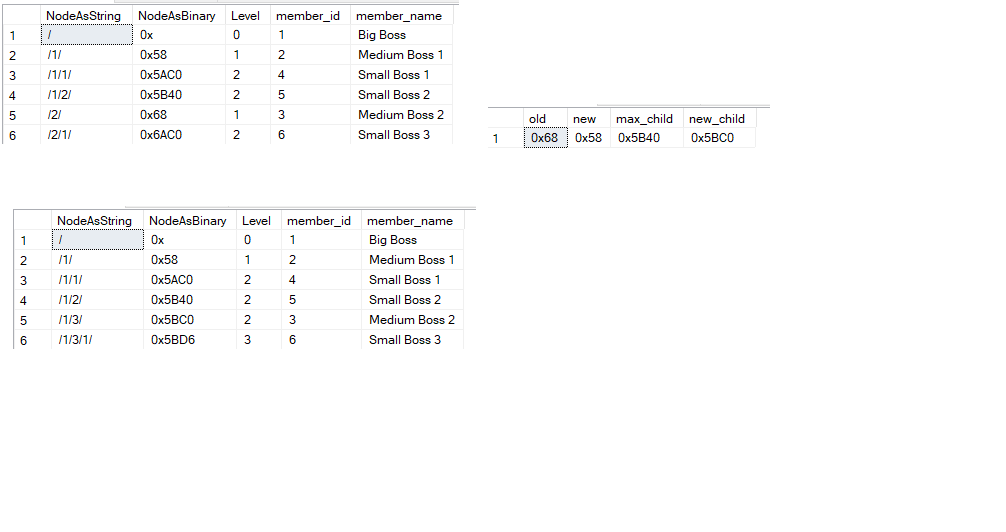 NodeAsString NodeAsBinary Level member_id member_name
1 / 0x 0 1 Big Boss
2 /1/ 0x58 1 2 Medium Boss 1
3 /1/1/ 0x5AC0 2 4 Small Boss 1
4 /1/2/ 0x5B40 2 5 Small Boss 2
5 /2/ 0x68 1 3 Medium Boss 2
6 /2/1/ 0x6AC0 2 6 Small Boss 3
old new max_child new_child
1 0x68 0x58 0x5B40 0x5BC0
NodeAsString NodeAsBinary Level member_id member_name
1 / 0x 0 1 Big Boss
2 /1/ 0x58 1 2 Medium Boss 1
3 /1/1/ 0x5AC0 2 4 Small Boss 1
4 /1/2/ 0x5B40 2 5 Small Boss 2
5 /1/3/ 0x5BC0 2 3 Medium Boss 2
6 /1/3/1/ 0x5BD6 3 6 Small Boss 3